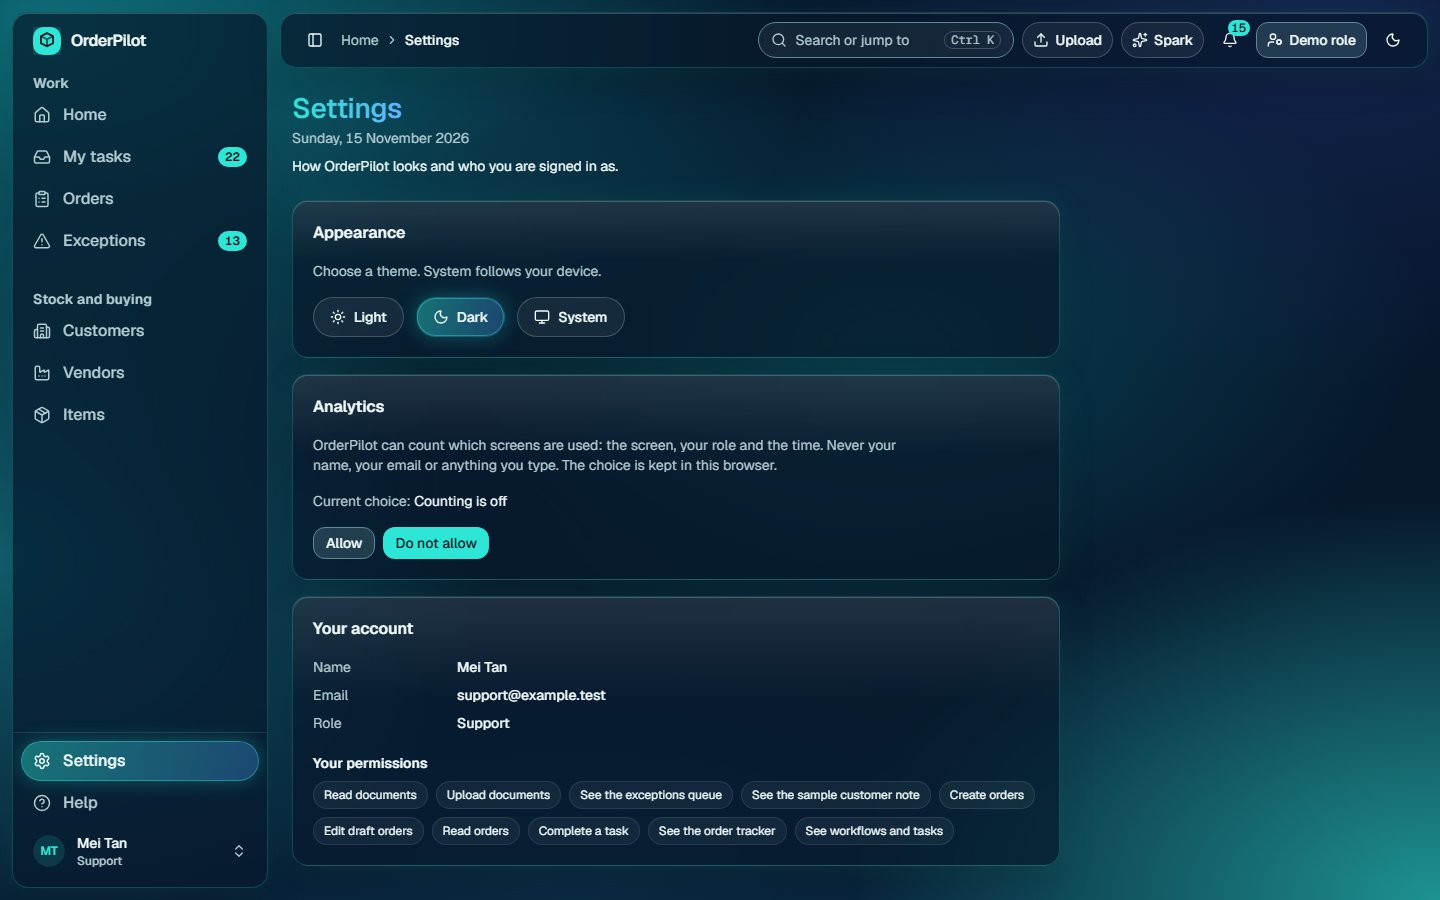 OrderPilot
Work
Home
My tasks 22
Orders
Exceptions 13
Stock and buying
Customers
Vendors
Items
Settings
Help
MT Mei Tan
Support
Home > Settings
Search or jump to Ctrl K
Upload
Spark
15
Demo role
Settings
Sunday, 15 November 2026
How OrderPilot looks and who you are signed in as.
Appearance
Choose a theme. System follows your device.
Light Dark System
Analytics
OrderPilot can count which screens are used: the screen, your role and the time. Never your
name, your email or anything you type. The choice is kept in this browser.
Current choice: Counting is off
Allow Do not allow
Your account
Name Mei Tan
Email support@example.test
Role Support
Your permissions
Read documents Upload documents See the exceptions queue See the sample customer note Create orders
Edit draft orders Read orders Complete a task See the order tracker See workflows and tasks